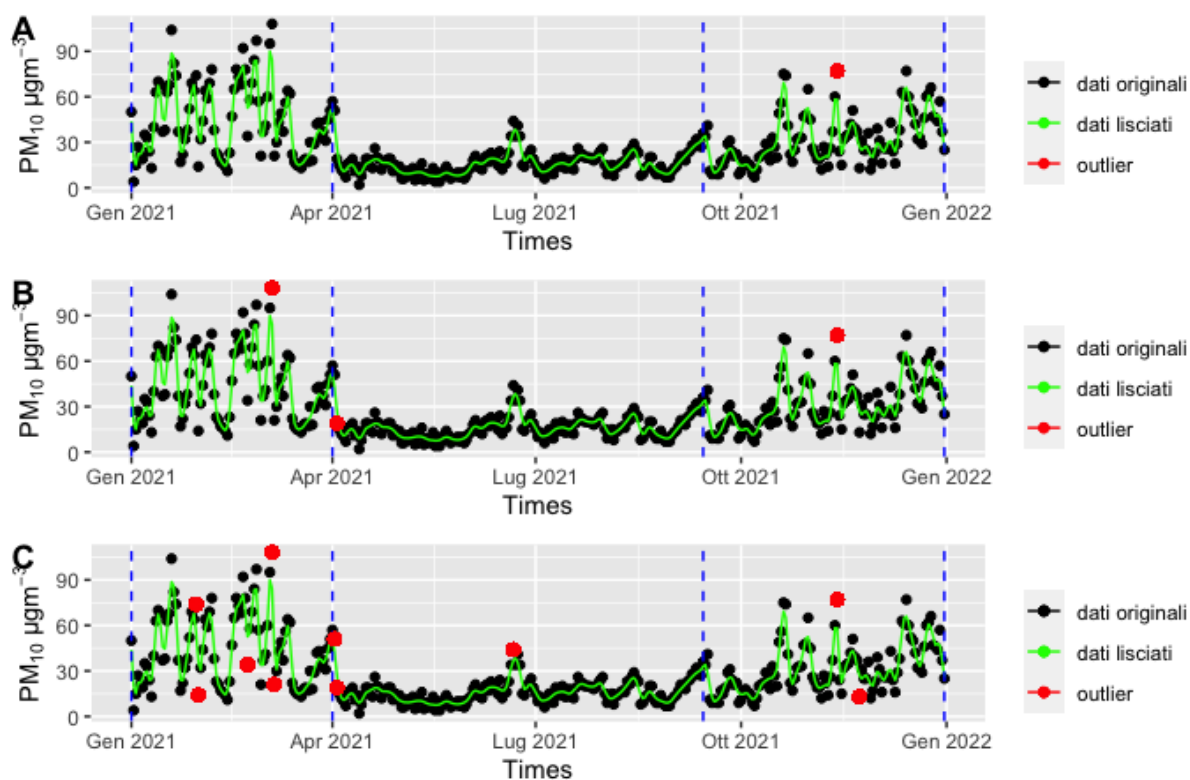 A
PM₁₀ µgm⁻³
90
60
30
0
Gen 2021 Apr 2021 Lug 2021 Ott 2021 Gen 2022
Times
dati originali
dati lisciati
outlier
B
PM₁₀ µgm⁻³
90
60
30
0
Gen 2021 Apr 2021 Lug 2021 Ott 2021 Gen 2022
Times
dati originali
dati lisciati
outlier
C
PM₁₀ µgm⁻³
90
60
30
0
Gen 2021 Apr 2021 Lug 2021 Ott 2021 Gen 2022
Times
dati originali
dati lisciati
outlier